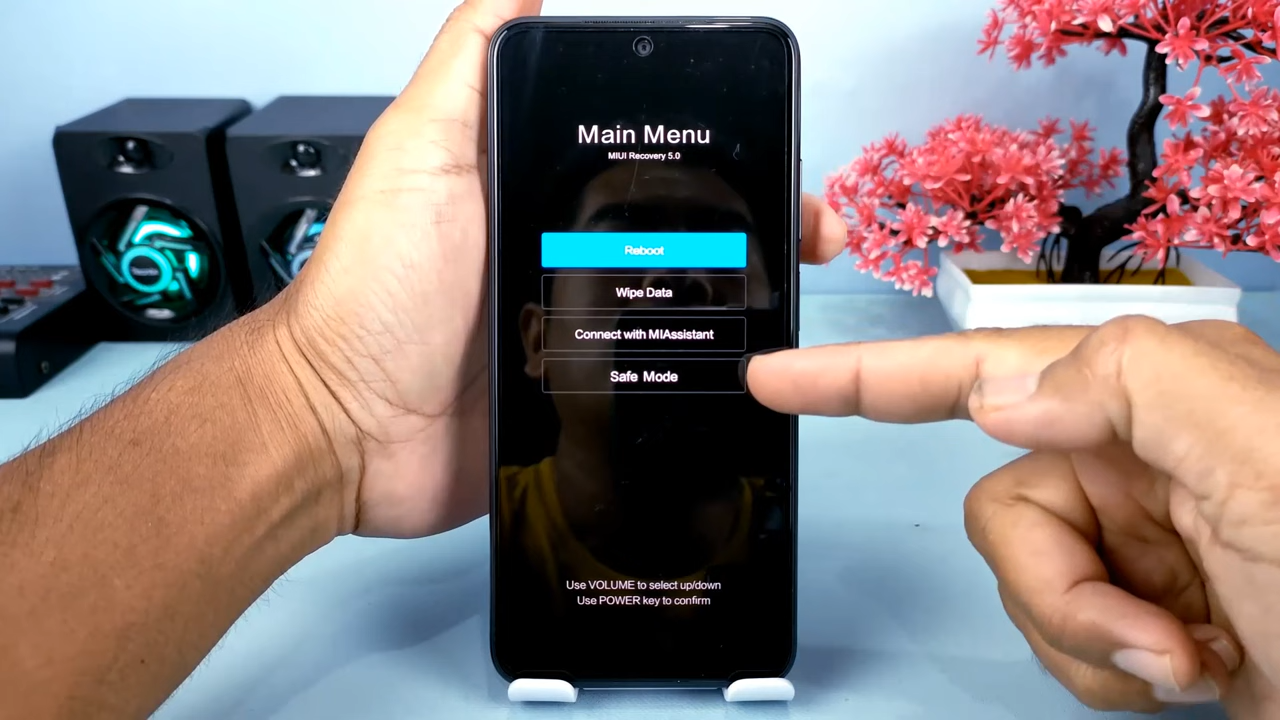 Main Menu
MIUI Recovery 5.0
Reboot
Wipe Data
Connect with MIAssistant
Safe Mode
Use VOLUME to select up/down
Use POWER key to confirm